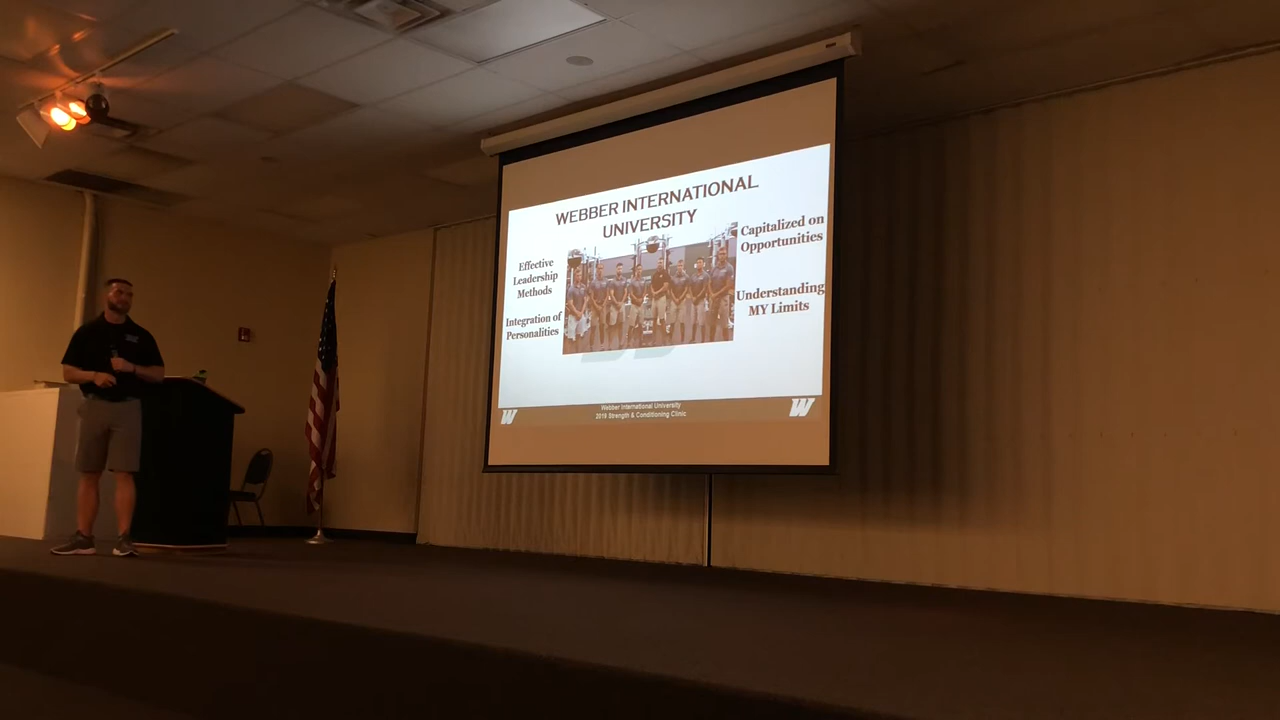 WEBBER INTERNATIONAL
UNIVERSITY
Effective
Leadership
Methods
Integration of
Personalities
Capitalized on
Opportunities
Understanding
MY Limits
W
Webber International University
2019 Strength & Conditioning Clinic
W